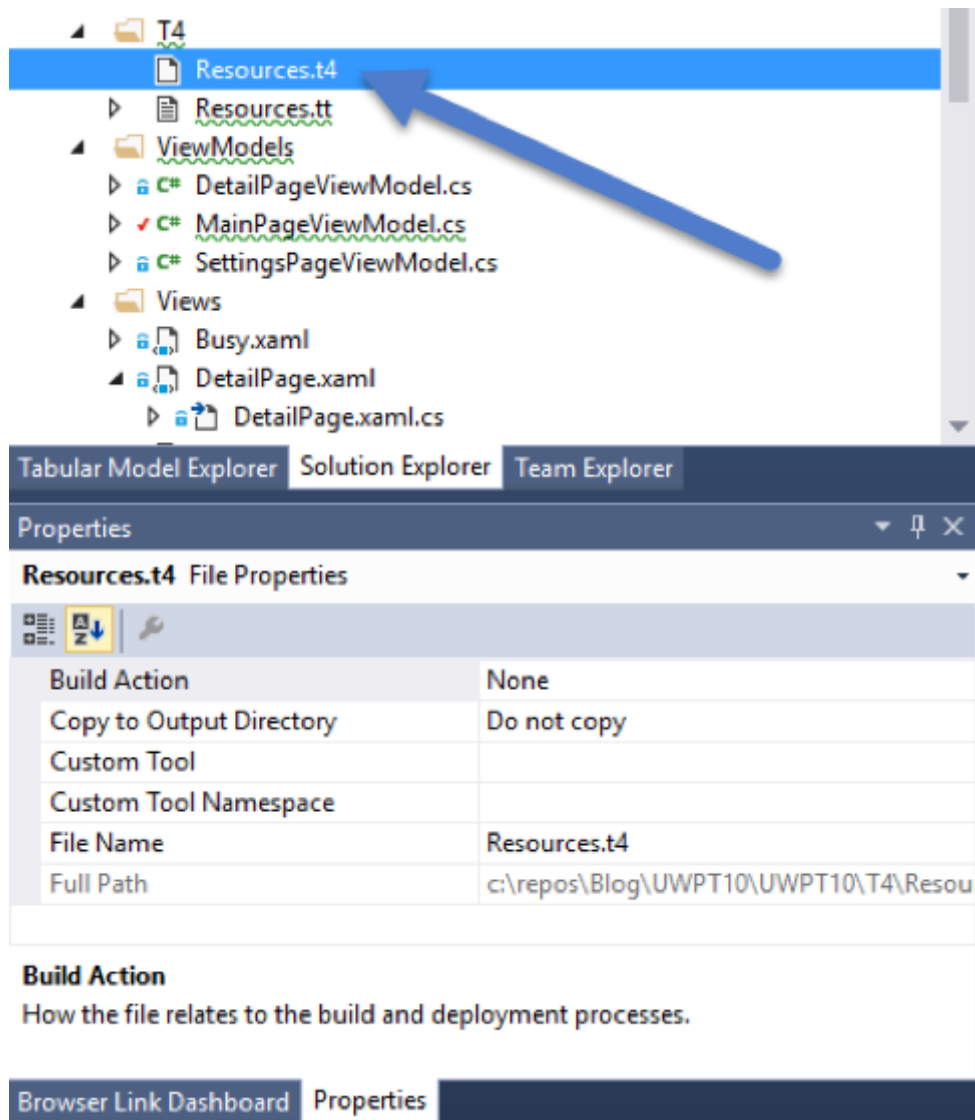 T4
Resources.t4
Resources.tt
ViewModels
C# DetailPageViewModel.cs
C# MainPageViewModel.cs
C# SettingsPageViewModel.cs
Views
Busy.xaml
DetailPage.xaml
DetailPage.xaml.cs
Tabular Model Explorer Solution Explorer Team Explorer
Properties
Resources.t4 File Properties
Build Action None
Copy to Output Directory Do not copy
Custom Tool
Custom Tool Namespace
File Name Resources.t4
Full Path c:\repos\Blog\UWPT10\UWPT10\T4\Resou
Build Action
How the file relates to the build and deployment processes.
Browser Link Dashboard Properties